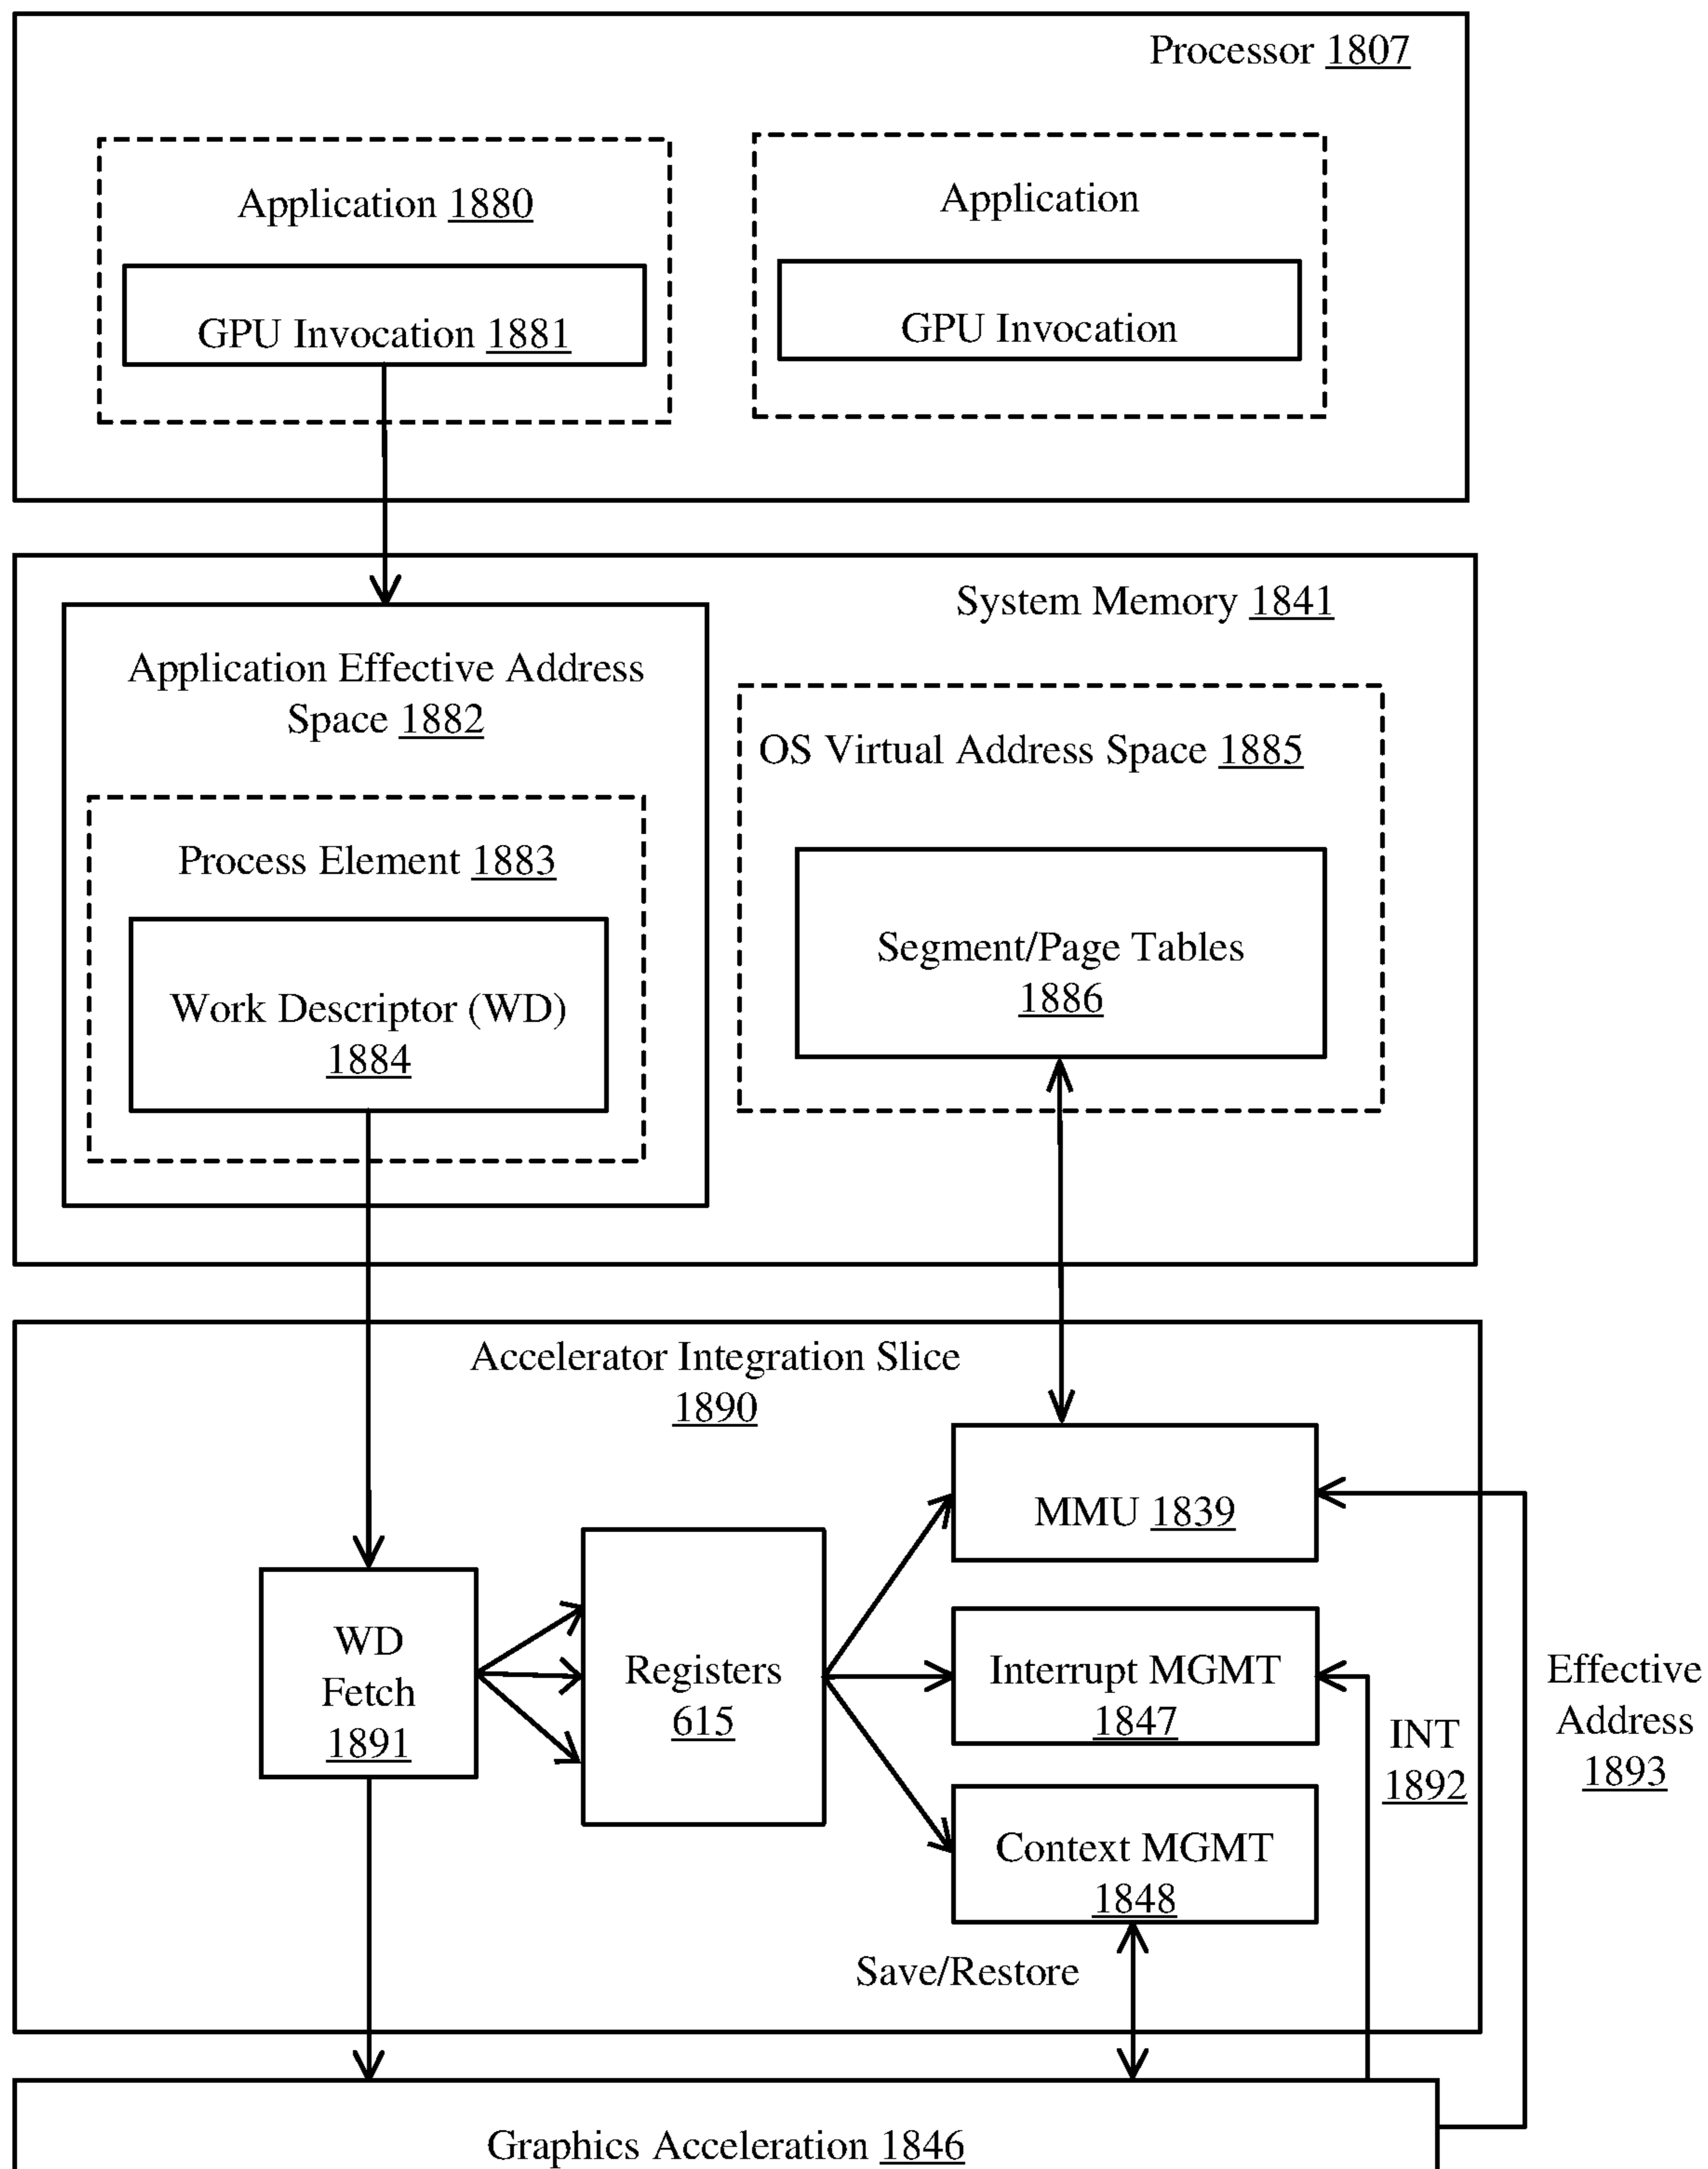 Processor 1807
Application 1880
GPU Invocation 1881
Application
GPU Invocation
System Memory 1841
Application Effective Address
Space 1882
Process Element 1883
Work Descriptor (WD)
1884
OS Virtual Address Space 1885
Segment/Page Tables
1886
Accelerator Integration Slice
1890
WD
Fetch
1891
Registers
615
MMU 1839
Interrupt MGMT
1847
Context MGMT
1848
Save/Restore
INT
1892
Effective
Address
1893
Graphics Acceleration 1846